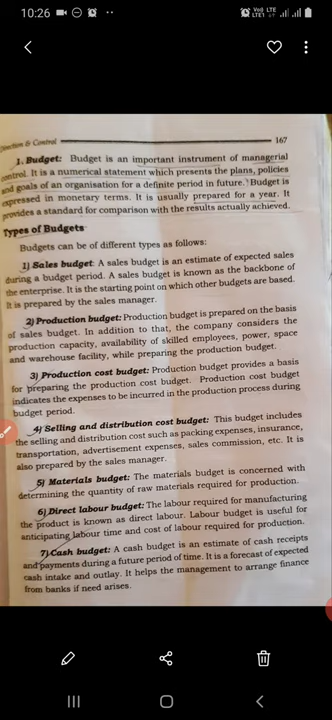 10:26
Vo) LTE
LTE1
Direction & Control 167
1. Budget: Budget is an important instrument of managerial
control. It is a numerical statement which presents the plans, policies
and goals of an organisation for a definite period in future. Budget is
expressed in monetary terms. It is usually prepared for a year. It
provides a standard for comparison with the results actually achieved.
Types of Budgets
Budgets can be of different types as follows:
1) Sales budget: A sales budget is an estimate of expected sales
during a budget period. A sales budget is known as the backbone of
the enterprise. It is the starting point on which other budgets are based.
It is prepared by the sales manager.
2) Production budget: Production budget is prepared on the basis
of sales budget. In addition to that, the company considers the
production capacity, availability of skilled employees, power, space
and warehouse facility, while preparing the production budget.
3) Production cost budget: Production budget provides a basis
for preparing the production cost budget. Production cost budget
indicates the expenses to be incurred in the production process during
budget period.
4) Selling and distribution cost budget: This budget includes
the selling and distribution cost such as packing expenses, insurance,
transportation, advertisement expenses, sales commission, etc. It is
also prepared by the sales manager.
5) Materials budget: The materials budget is concerned with
determining the quantity of raw materials required for production.
6) Direct labour budget: The labour required for manufacturing
the product is known as direct labour. Labour budget is useful for
anticipating labour time and cost of labour required for production.
7) Cash budget: A cash budget is an estimate of cash receipts
and payments during a future period of time. It is a forecast of expected
cash intake and outlay. It helps the management to arrange finance
from banks if need arises.